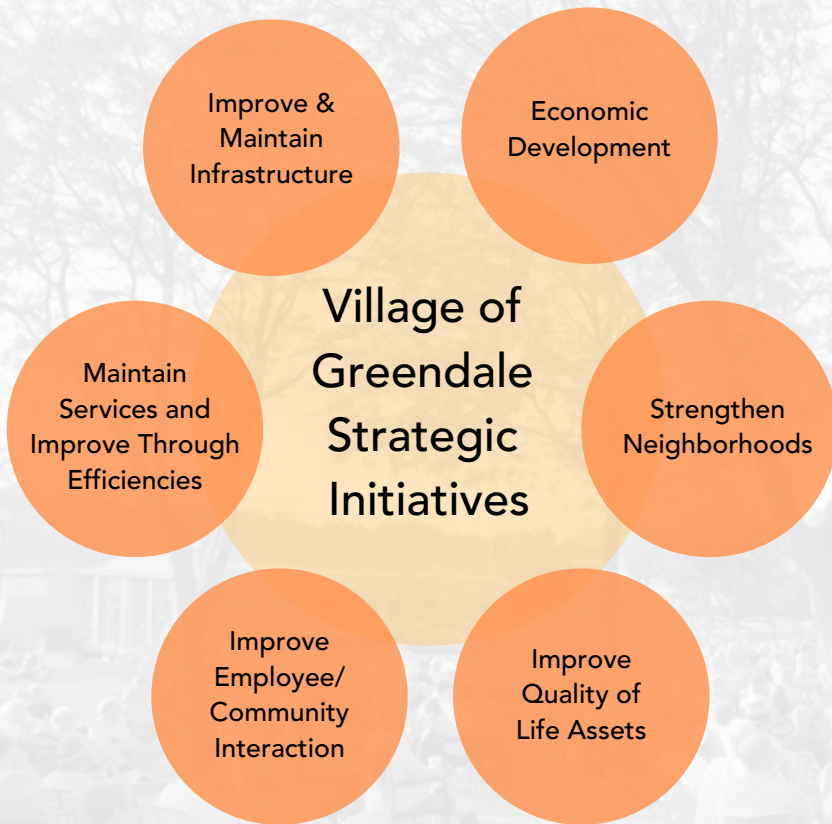 Improve &
Maintain
Infrastructure
Economic
Development
Village of
Greendale
Strategic
Initiatives
Maintain
Services and
Improve Through
Efficiencies
Strengthen
Neighborhoods
Improve
Employee/
Community
Interaction
Improve
Quality of
Life Assets